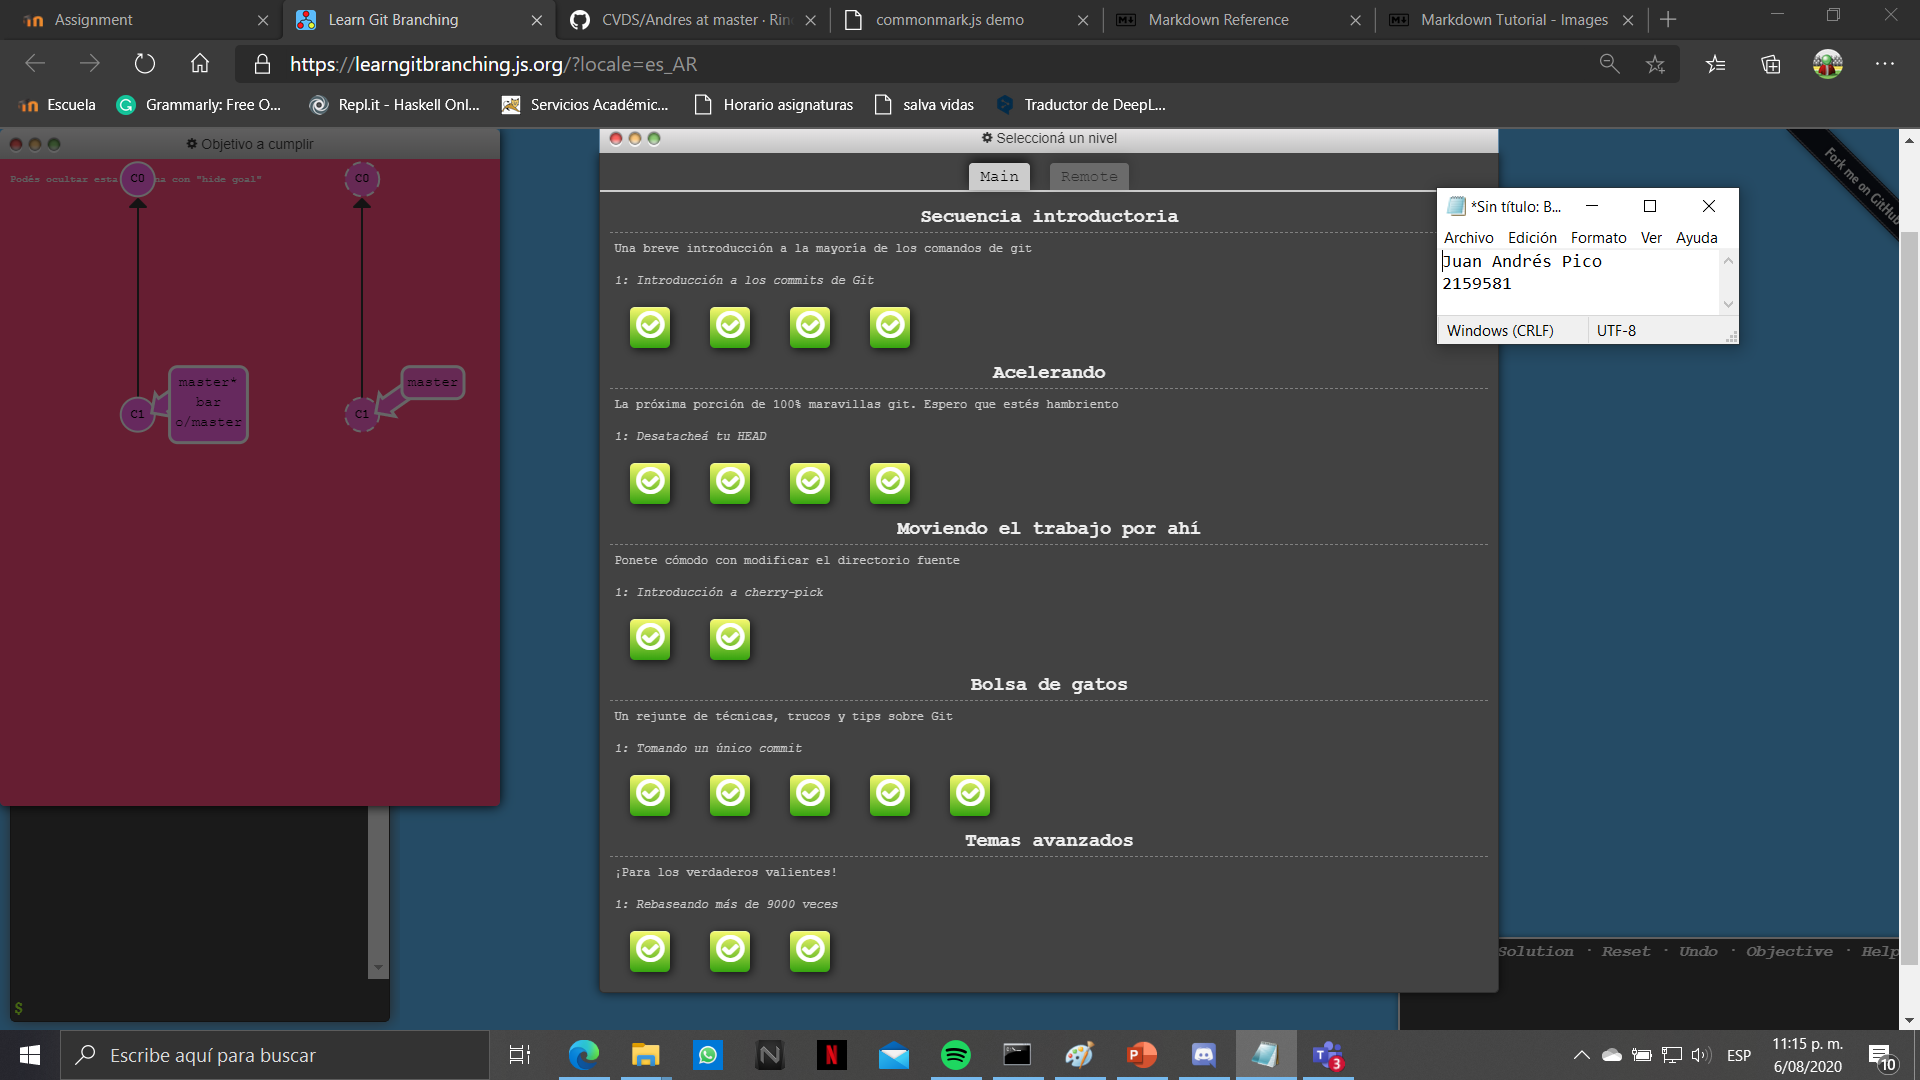 Assignment
Learn Git Branching
CVDS/Andres at master · Rin
commonmark.js demo
Markdown Reference
Markdown Tutorial - Images
https://learngitbranching.js.org/?locale=es_AR
Escuela
Grammarly: Free O...
Repl.it - Haskell Onl...
Servicios Académic...
Horario asignaturas
salva vidas
Traductor de DeepL...
Objetivo a cumplir
Podés ocultar esta na con "hide goal"
C0
C0
master*
bar
o/master
C1
master
C1
$
Seleccioná un nivel
Main
Remote
Secuencia introductoria
Una breve introducción a la mayoría de los comandos de git
1: Introducción a los commits de Git
Acelerando
La próxima porción de 100% maravillas git. Espero que estés hambriento
1: Desatacheá tu HEAD
Moviendo el trabajo por ahí
Ponete cómodo con modificar el directorio fuente
1: Introducción a cherry-pick
Bolsa de gatos
Un rejunte de técnicas, trucos y tips sobre Git
1: Tomando un único commit
Temas avanzados
¡Para los verdaderos valientes!
1: Rebaseando más de 9000 veces
Fork me on GitHub
*Sin título: B...
Archivo Edición Formato Ver Ayuda
Juan Andrés Pico
2159581
Windows (CRLF)
UTF-8
Solution · Reset · Undo · Objective · Help
Escribe aquí para buscar
3
ESP
11:15 p. m.
6/08/2020
10